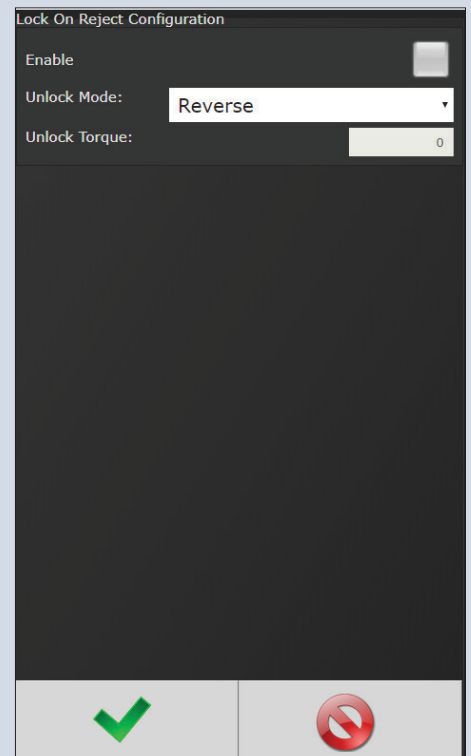 Lock On Reject Configuration
Enable
Unlock Mode: Reverse
Unlock Torque: 0